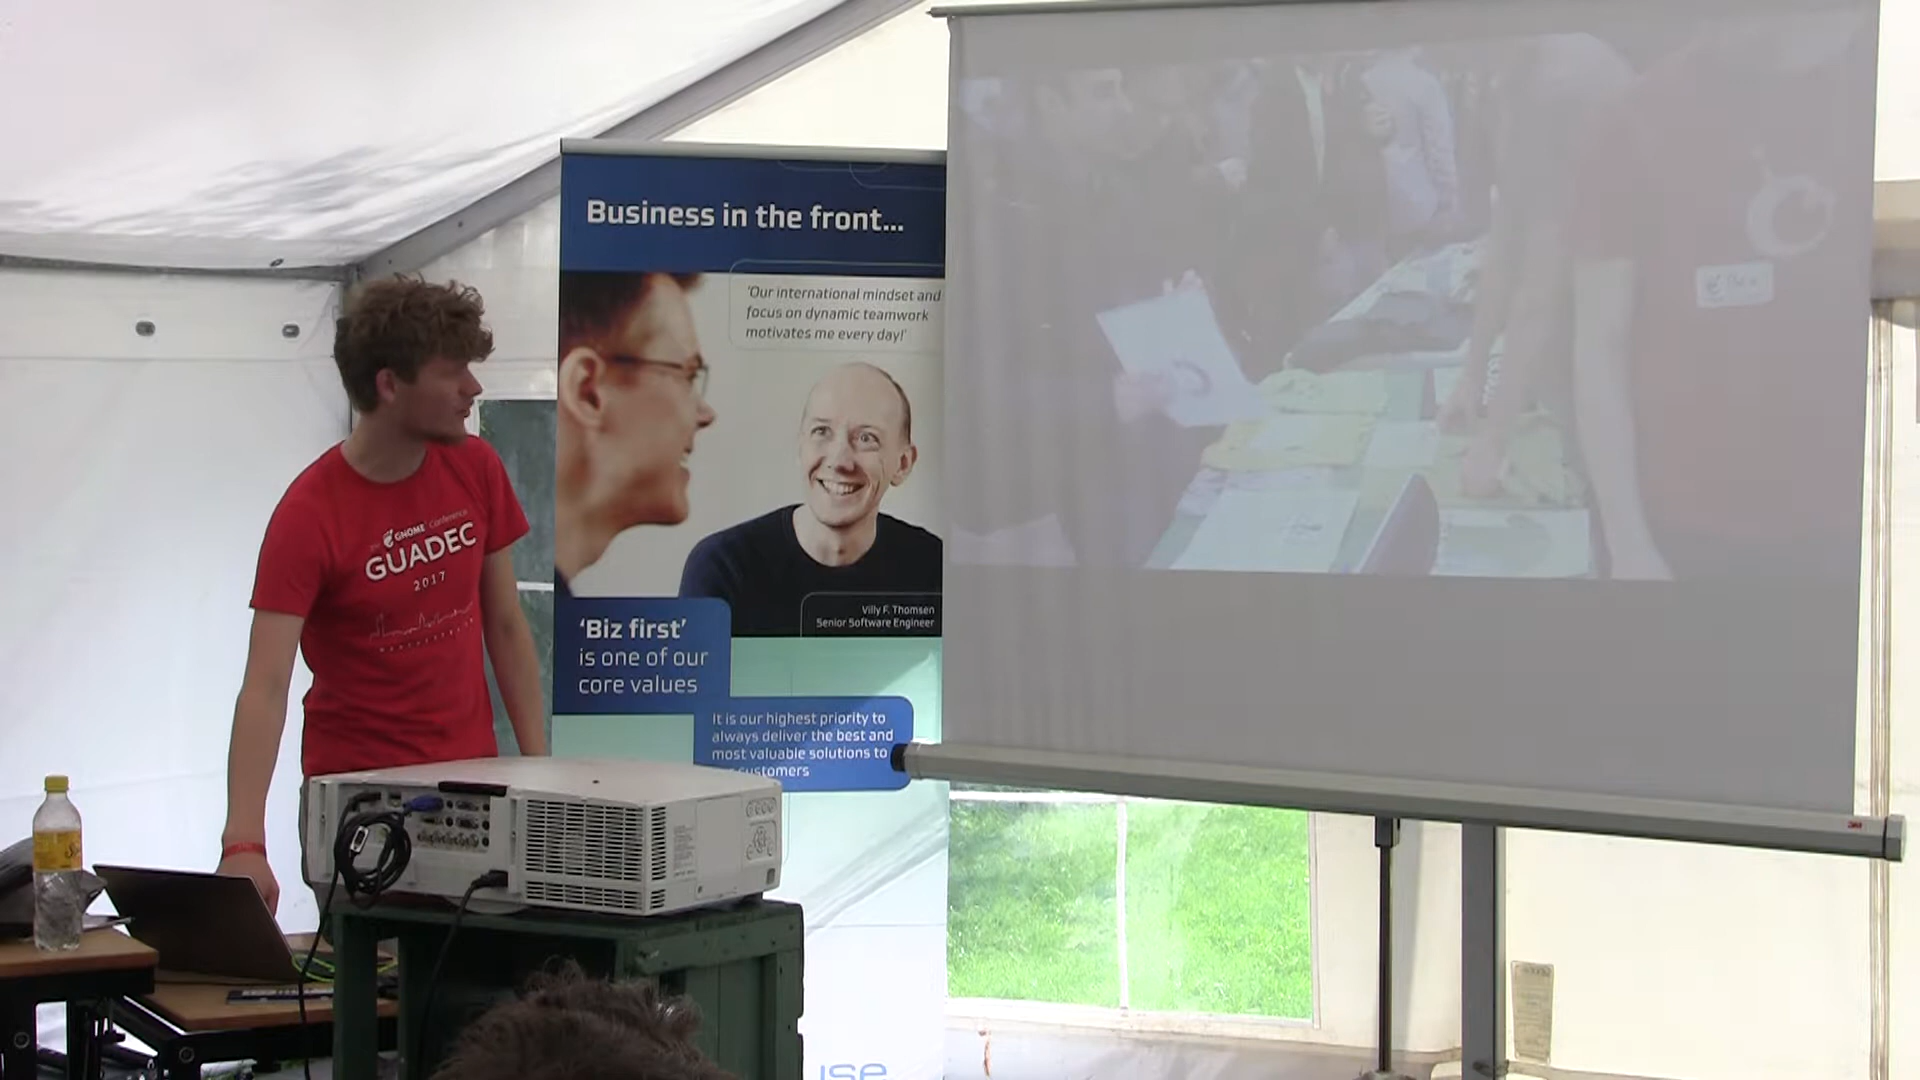 Business in the front...
'Our international mindset and
focus on dynamic teamwork
motivates me every day!'
GNOME Conference
GUADEC
2017
Villy F. Thomsen
Senior Software Engineer
'Biz first'
is one of our
core values
It is our highest priority to
always deliver the best and
most valuable solutions to
customers
3M